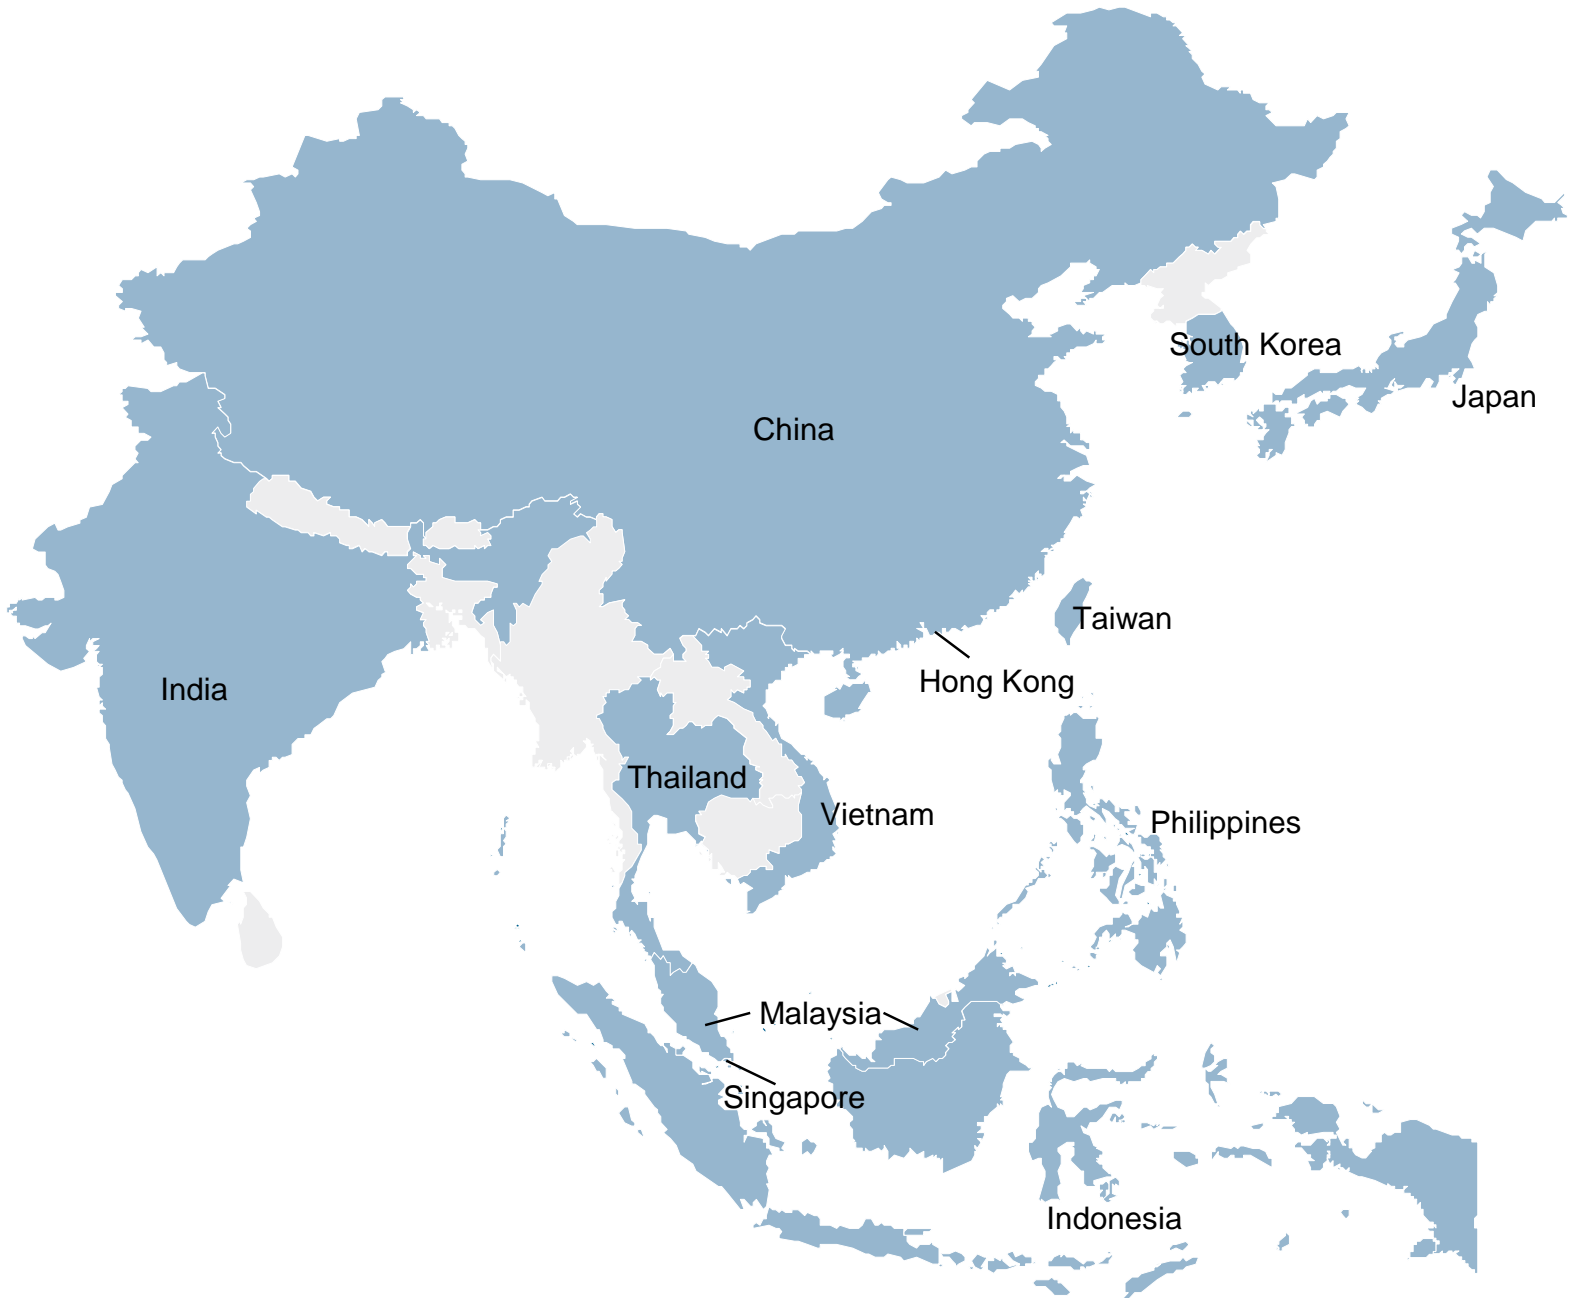 South Korea
Japan
China
Taiwan
Hong Kong
India
Thailand
Vietnam
Philippines
Malaysia
Singapore
Indonesia